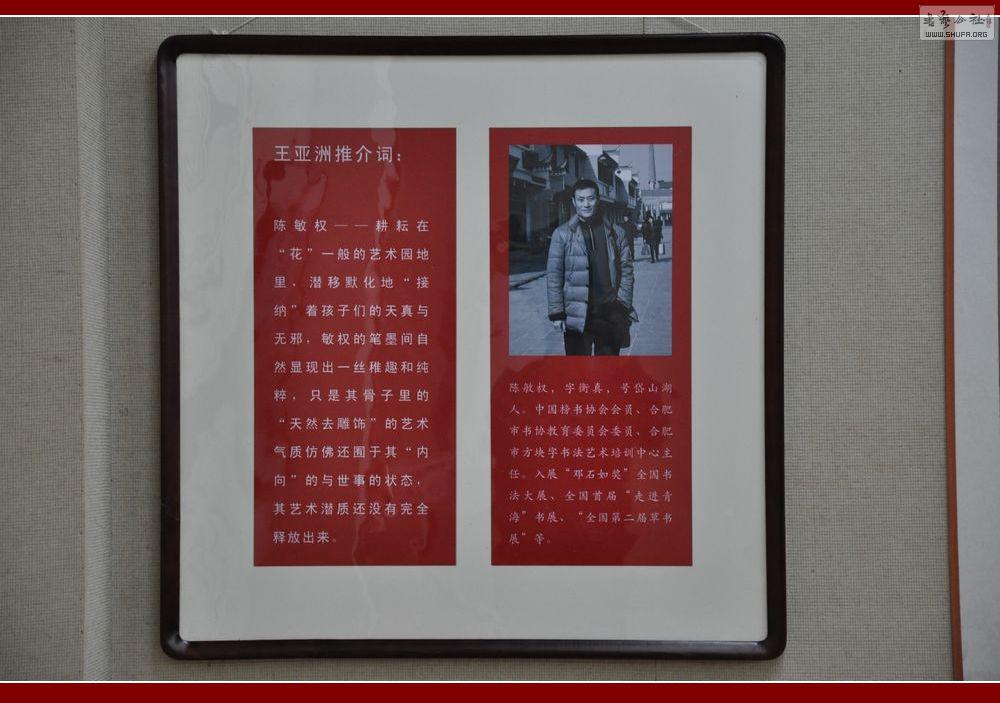 王亚洲推介词：
陈敏权——耕耘在
“花”一般的艺术园地
里，潜移默化地“接
纳”着孩子们的天真与
无邪，敏权的笔墨间自
然显现出一丝稚趣和纯
粹，只是其骨子里的
“天然去雕饰”的艺术
气质仿佛还囿于其“内
向”的与世事的状态，
其艺术潜质还没有完全
释放出来。
陈敏权，字衡真，号岱山湖
人。中国榜书协会会员、合肥
市书协教育委员会委员、合肥
市方块字书法艺术培训中心主
任。入展“邓石如奖”全国书
法大展、全国首届“走进青
海”书展、“全国第二届草书
展”等。
WWW.SHUFA.ORG